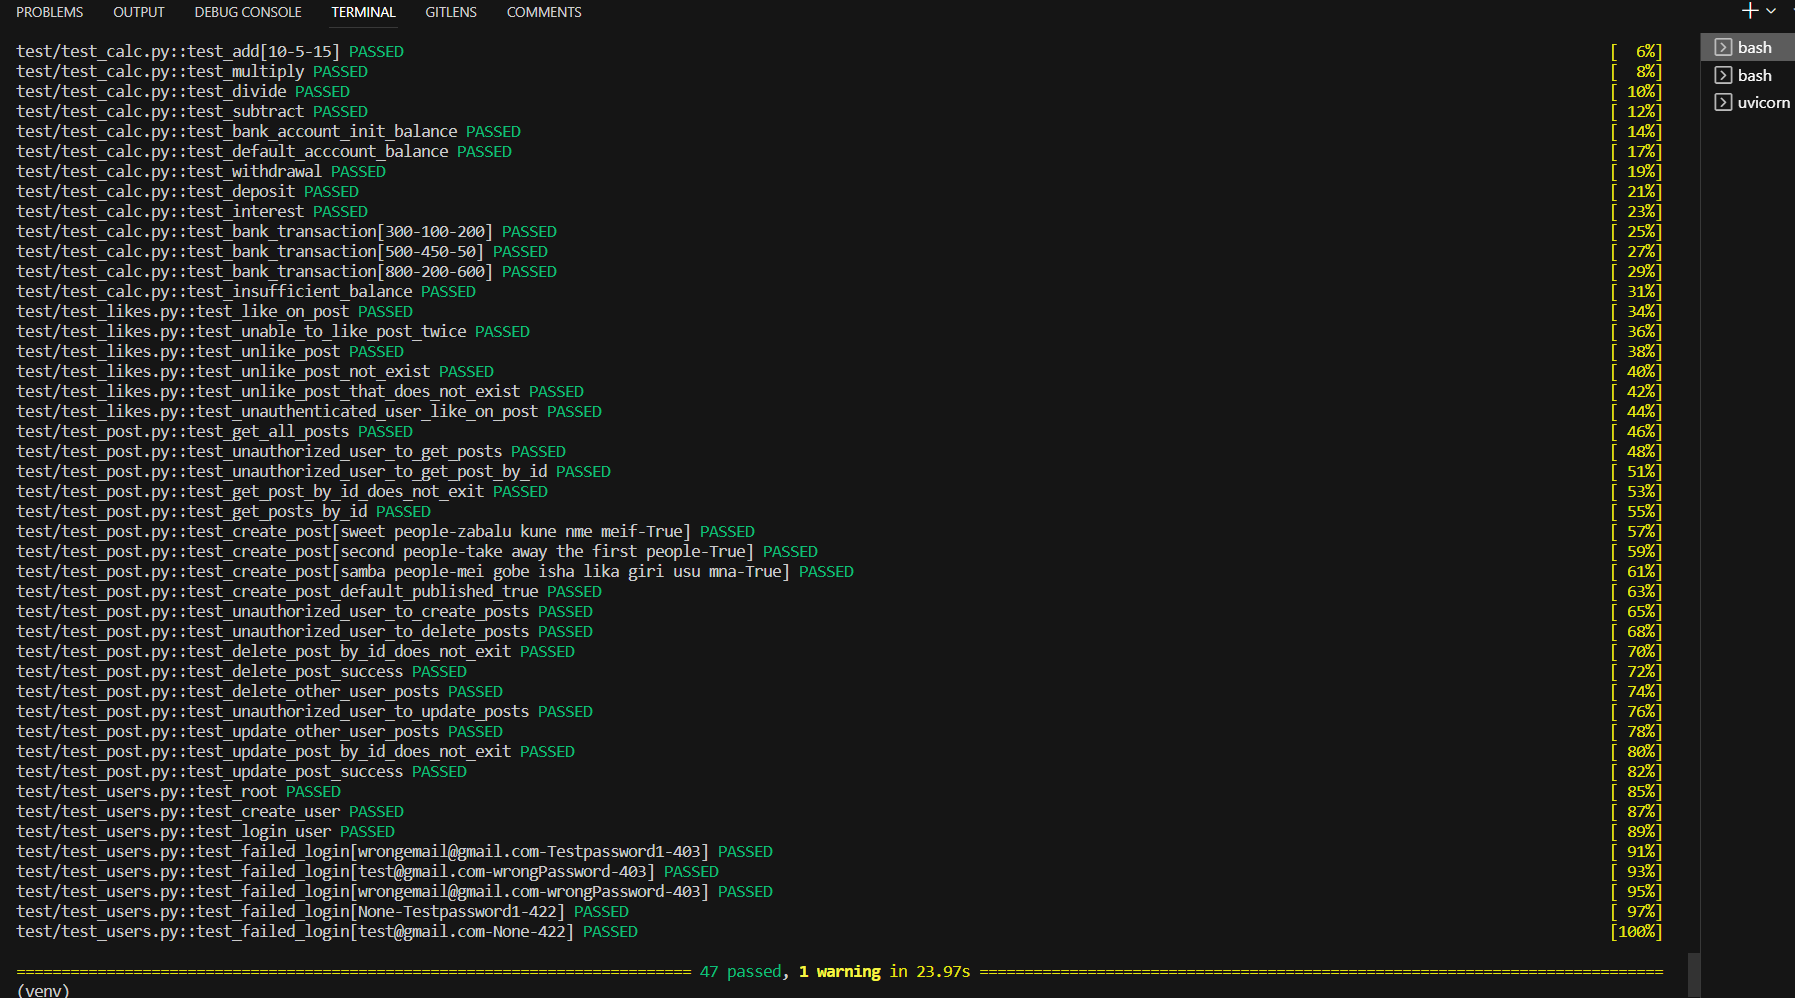 PROBLEMS OUTPUT DEBUG CONSOLE TERMINAL GITLENS COMMENTS
test/test_calc.py::test_add[10-5-15] PASSED [  6%]
test/test_calc.py::test_multiply PASSED [  8%]
test/test_calc.py::test_divide PASSED [ 10%]
test/test_calc.py::test_subtract PASSED [ 12%]
test/test_calc.py::test_bank_account_init_balance PASSED [ 14%]
test/test_calc.py::test_default_acccount_balance PASSED [ 17%]
test/test_calc.py::test_withdrawal PASSED [ 19%]
test/test_calc.py::test_deposit PASSED [ 21%]
test/test_calc.py::test_interest PASSED [ 23%]
test/test_calc.py::test_bank_transaction[300-100-200] PASSED [ 25%]
test/test_calc.py::test_bank_transaction[500-450-50] PASSED [ 27%]
test/test_calc.py::test_bank_transaction[800-200-600] PASSED [ 29%]
test/test_calc.py::test_insufficient_balance PASSED [ 31%]
test/test_likes.py::test_like_on_post PASSED [ 34%]
test/test_likes.py::test_unable_to_like_post_twice PASSED [ 36%]
test/test_likes.py::test_unlike_post PASSED [ 38%]
test/test_likes.py::test_unlike_post_not_exist PASSED [ 40%]
test/test_likes.py::test_unlike_post_that_does_not_exist PASSED [ 42%]
test/test_likes.py::test_unauthenticated_user_like_on_post PASSED [ 44%]
test/test_post.py::test_get_all_posts PASSED [ 46%]
test/test_post.py::test_unauthorized_user_to_get_posts PASSED [ 48%]
test/test_post.py::test_unauthorized_user_to_get_post_by_id PASSED [ 51%]
test/test_post.py::test_get_post_by_id_does_not_exit PASSED [ 53%]
test/test_post.py::test_get_posts_by_id PASSED [ 55%]
test/test_post.py::test_create_post[sweet people-zabalu kune nme meif-True] PASSED [ 57%]
test/test_post.py::test_create_post[second people-take away the first people-True] PASSED [ 59%]
test/test_post.py::test_create_post[samba people-mei gobe isha lika giri usu mna-True] PASSED [ 61%]
test/test_post.py::test_create_post_default_published_true PASSED [ 63%]
test/test_post.py::test_unauthorized_user_to_create_posts PASSED [ 65%]
test/test_post.py::test_unauthorized_user_to_delete_posts PASSED [ 68%]
test/test_post.py::test_delete_post_by_id_does_not_exit PASSED [ 70%]
test/test_post.py::test_delete_post_success PASSED [ 72%]
test/test_post.py::test_delete_other_user_posts PASSED [ 74%]
test/test_post.py::test_unauthorized_user_to_update_posts PASSED [ 76%]
test/test_post.py::test_update_other_user_posts PASSED [ 78%]
test/test_post.py::test_update_post_by_id_does_not_exit PASSED [ 80%]
test/test_post.py::test_update_post_success PASSED [ 82%]
test/test_users.py::test_root PASSED [ 85%]
test/test_users.py::test_create_user PASSED [ 87%]
test/test_users.py::test_login_user PASSED [ 89%]
test/test_users.py::test_failed_login[wrongemail@gmail.com-Testpassword1-403] PASSED [ 91%]
test/test_users.py::test_failed_login[test@gmail.com-wrongPassword-403] PASSED [ 93%]
test/test_users.py::test_failed_login[wrongemail@gmail.com-wrongPassword-403] PASSED [ 95%]
test/test_users.py::test_failed_login[None-Testpassword1-422] PASSED [ 97%]
test/test_users.py::test_failed_login[test@gmail.com-None-422] PASSED [100%]
=========================================================================== 47 passed, 1 warning in 23.97s ============================================================================
(venv)
bash
bash
uvicorn